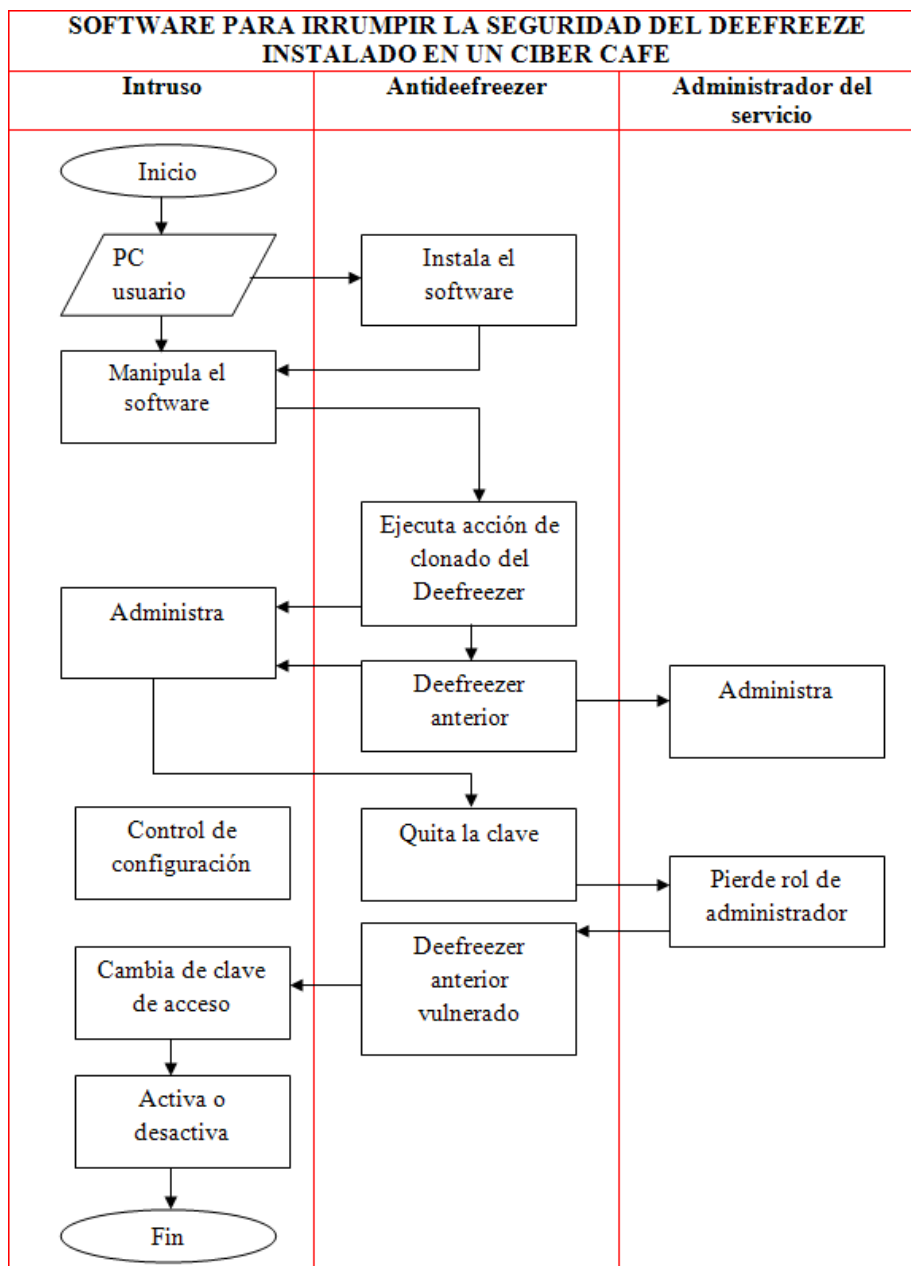 SOFTWARE PARA IRRUMPIR LA SEGURIDAD DEL DEEFREEZE
INSTALADO EN UN CIBER CAFE
Intruso
Antideefreezer
Administrador del
servicio
Inicio
PC
usuario
Instala el
software
Manipula el
software
Ejecuta acción de
clonado del
Deefreezer
Administra
Deefreezer
anterior
Administra
Control de
configuración
Quita la clave
Pierde rol de
administrador
Cambia de clave
de acceso
Deefreezer
anterior
vulnerado
Activa o
desactiva
Fin